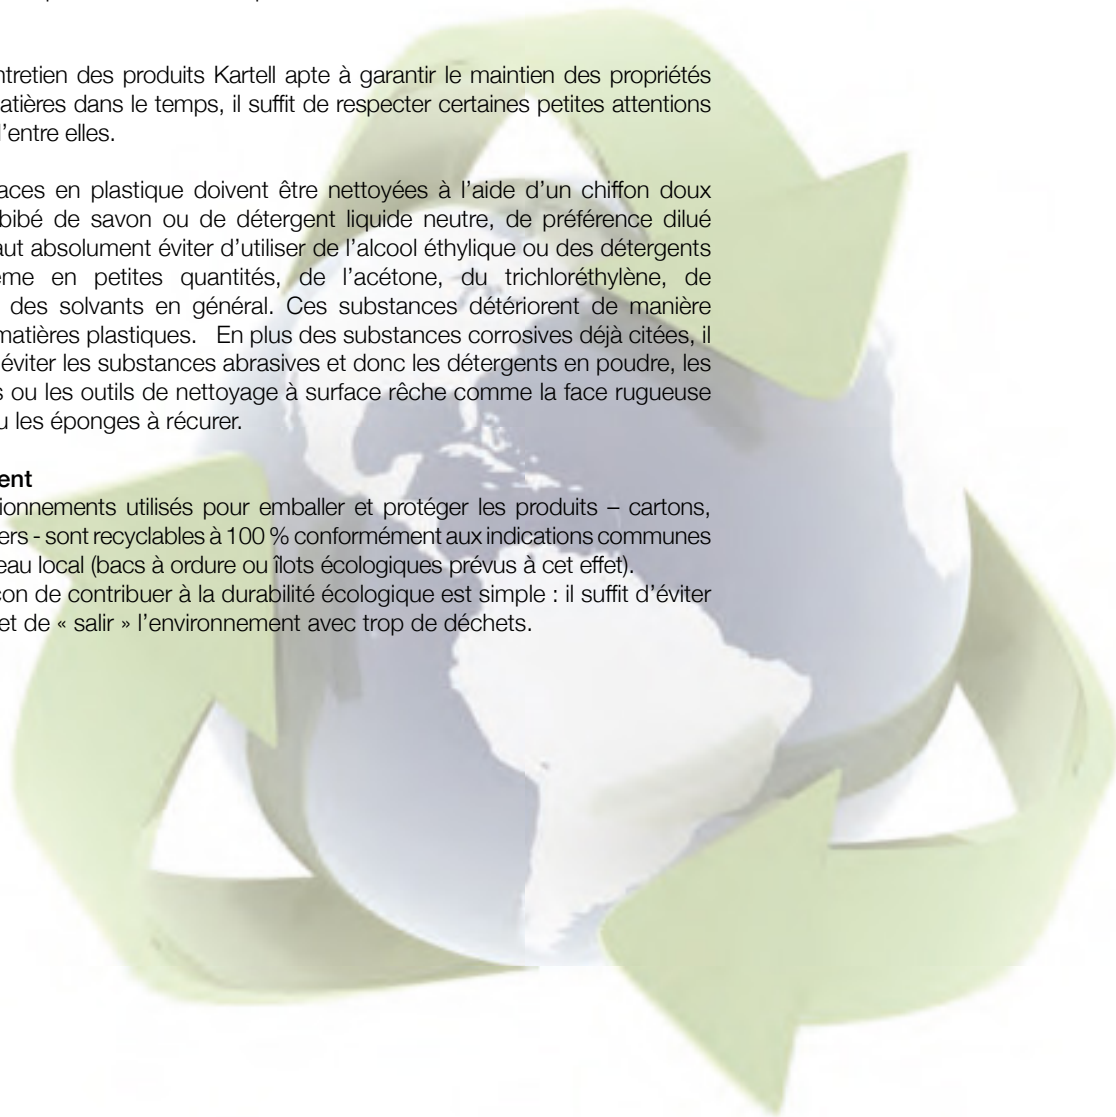 ntretien des produits Kartell apte à garantir le maintien des propriétés
atières dans le temps, il suffit de respecter certaines petites attentions
l'entre elles.
aces en plastique doivent être nettoyées à l'aide d'un chiffon doux
bibé de savon ou de détergent liquide neutre, de préférence dilué
aut absolument éviter d'utiliser de l'alcool éthylique ou des détergents
ème en petites quantités, de l'acétone, du trichloréthylène, de
des solvants en général. Ces substances détériorent de manière
matières plastiques. En plus des substances corrosives déjà citées, il
éviter les substances abrasives et donc les détergents en poudre, les
s ou les outils de nettoyage à surface rêche comme la face rugueuse
u les éponges à récurer.
ent
ionnements utilisés pour emballer et protéger les produits – cartons,
ers - sont recyclables à 100 % conformément aux indications communes
eau local (bacs à ordure ou îlots écologiques prévus à cet effet).
con de contribuer à la durabilité écologique est simple : il suffit d'éviter
et de « salir » l'environnement avec trop de déchets.